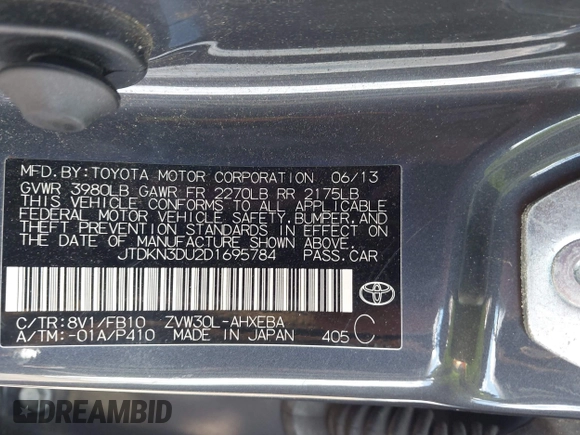 MFD.BY:TOYOTA MOTOR CORPORATION 06/13
GVWR 3980LB GAWR FR 2270LB RR 2175LB
THIS VEHICLE CONFORMS TO ALL APPLICABLE
FEDERAL MOTOR VEHICLE SAFETY,BUMPER,AND
THEFT PREVENTION STANDARDS IN EFFECT ON
THE DATE OF MANUFACTURE SHOWN ABOVE.
JTDKN3DU2D1695784 PASS.CAR
C/TR:8V1/FB10 ZVW30L-AHXEBA
A/TM:-01A/P410 MADE IN JAPAN 405 C
DREAMBID